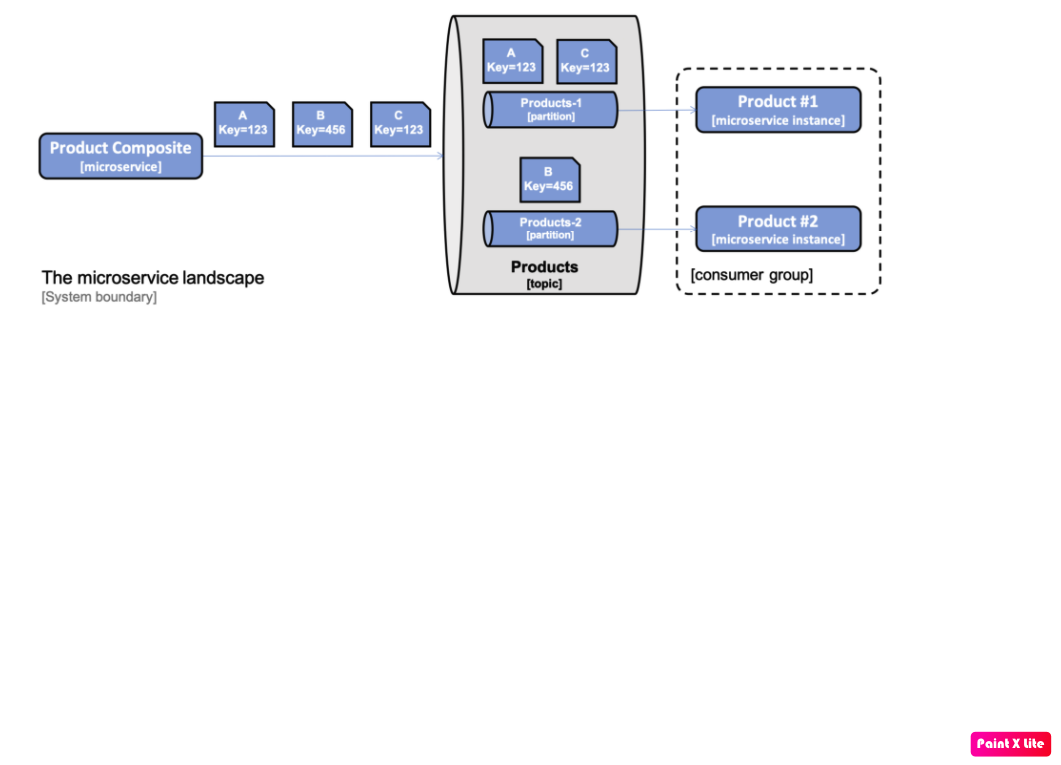 Product Composite
[microservice]
A
Key=123
B
Key=456
C
Key=123
A
Key=123
C
Key=123
Products-1
[partition]
B
Key=456
Products-2
[partition]
Products
[topic]
Product #1
[microservice instance]
Product #2
[microservice instance]
[consumer group]
The microservice landscape
[System boundary]
Paint X Lite